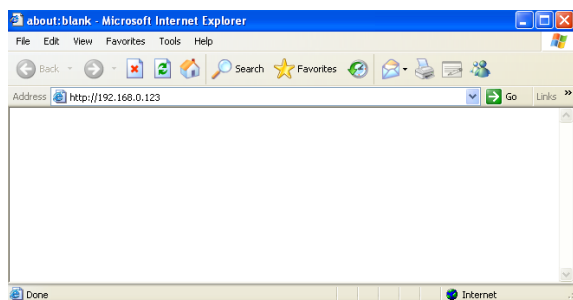 about:blank - Microsoft Internet Explorer
File Edit View Favorites Tools Help
Back Search Favorites
Address http://192.168.0.123 Go Links »
Done Internet